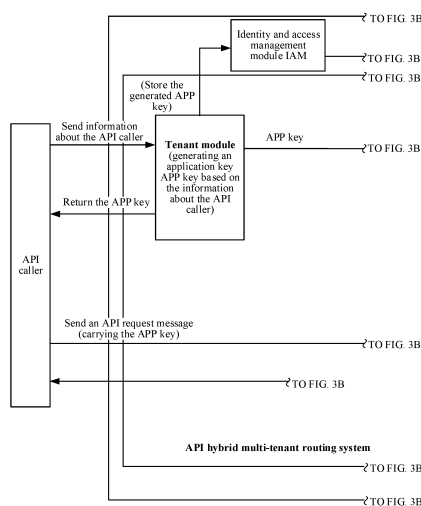 TO FIG. 3B
Identity and access
management
module IAM
TO FIG. 3B
TO FIG. 3B
(Store the
generated APP
key)
Send information
about the API caller
Tenant module
(generating an
application key
APP key based on
the information
about the API
caller)
APP key
TO FIG. 3B
Return the APP key
API
caller
Send an API request message
(carrying the APP key)
TO FIG. 3B
TO FIG. 3B
API hybrid multi-tenant routing system
TO FIG. 3B
TO FIG. 3B